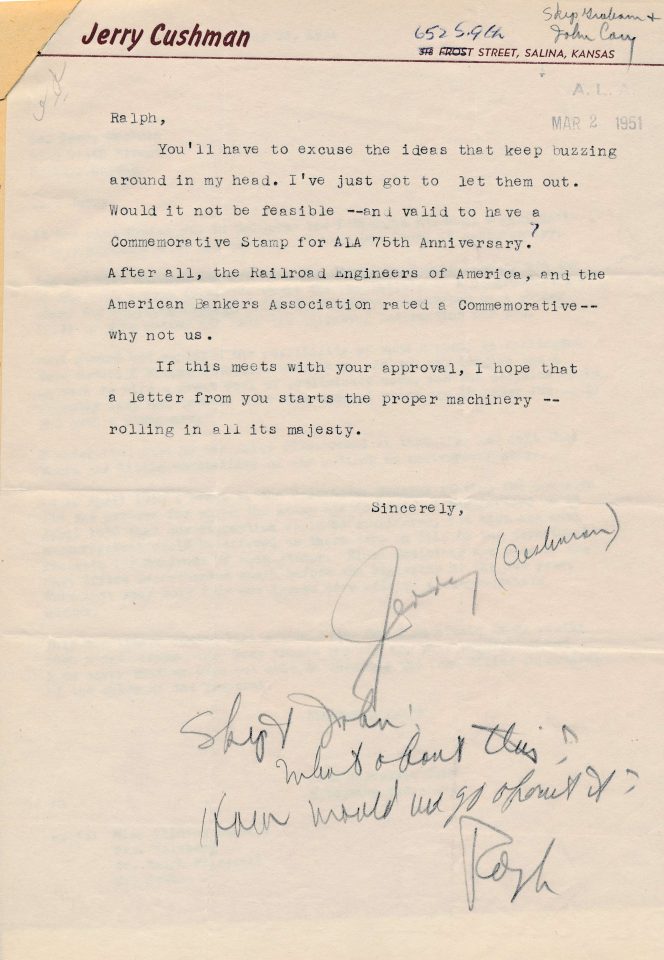 Skip Graham +
John Cory
Jerry Cushman
652 S. 9th
318 FROST STREET, SALINA, KANSAS
A. L. A.
MAR 2 1951
Ralph,
You'll have to excuse the ideas that keep buzzing
around in my head. I've just got to let them out.
Would it not be feasible --and valid to have a
Commemorative Stamp for ALA 75th Anniversary.?
After all, the Railroad Engineers of America, and the
American Bankers Association rated a Commemorative--
why not us.
If this meets with your approval, I hope that
a letter from you starts the proper machinery --
rolling in all its majesty.
Sincerely,
Jerry (Cushman)
Skip & John:
What about this?
How would we go about it?
Ralph